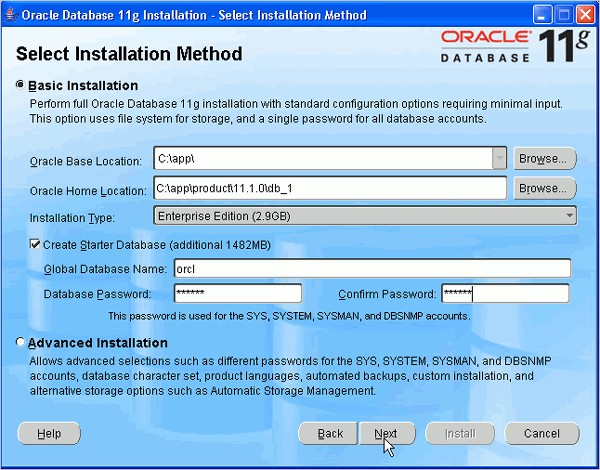 Oracle Database 11g Installation - Select Installation Method
Select Installation Method
ORACLE
DATABASE 11g
Basic Installation
Perform full Oracle Database 11g installation with standard configuration options requiring minimal input.
This option uses file system for storage, and a single password for all database accounts.
Oracle Base Location: C:\app\ Browse...
Oracle Home Location: C:\app\product\11.1.0\db_1 Browse...
Installation Type: Enterprise Edition (2.9GB)
Create Starter Database (additional 1482MB)
Global Database Name: orcl
Database Password: ****** Confirm Password: ******
This password is used for the SYS, SYSTEM, SYSMAN, and DBSNMP accounts.
Advanced Installation
Allows advanced selections such as different passwords for the SYS, SYSTEM, SYSMAN, and DBSNMP
accounts, database character set, product languages, automated backups, custom installation, and
alternative storage options such as Automatic Storage Management.
Help Back Next Install Cancel